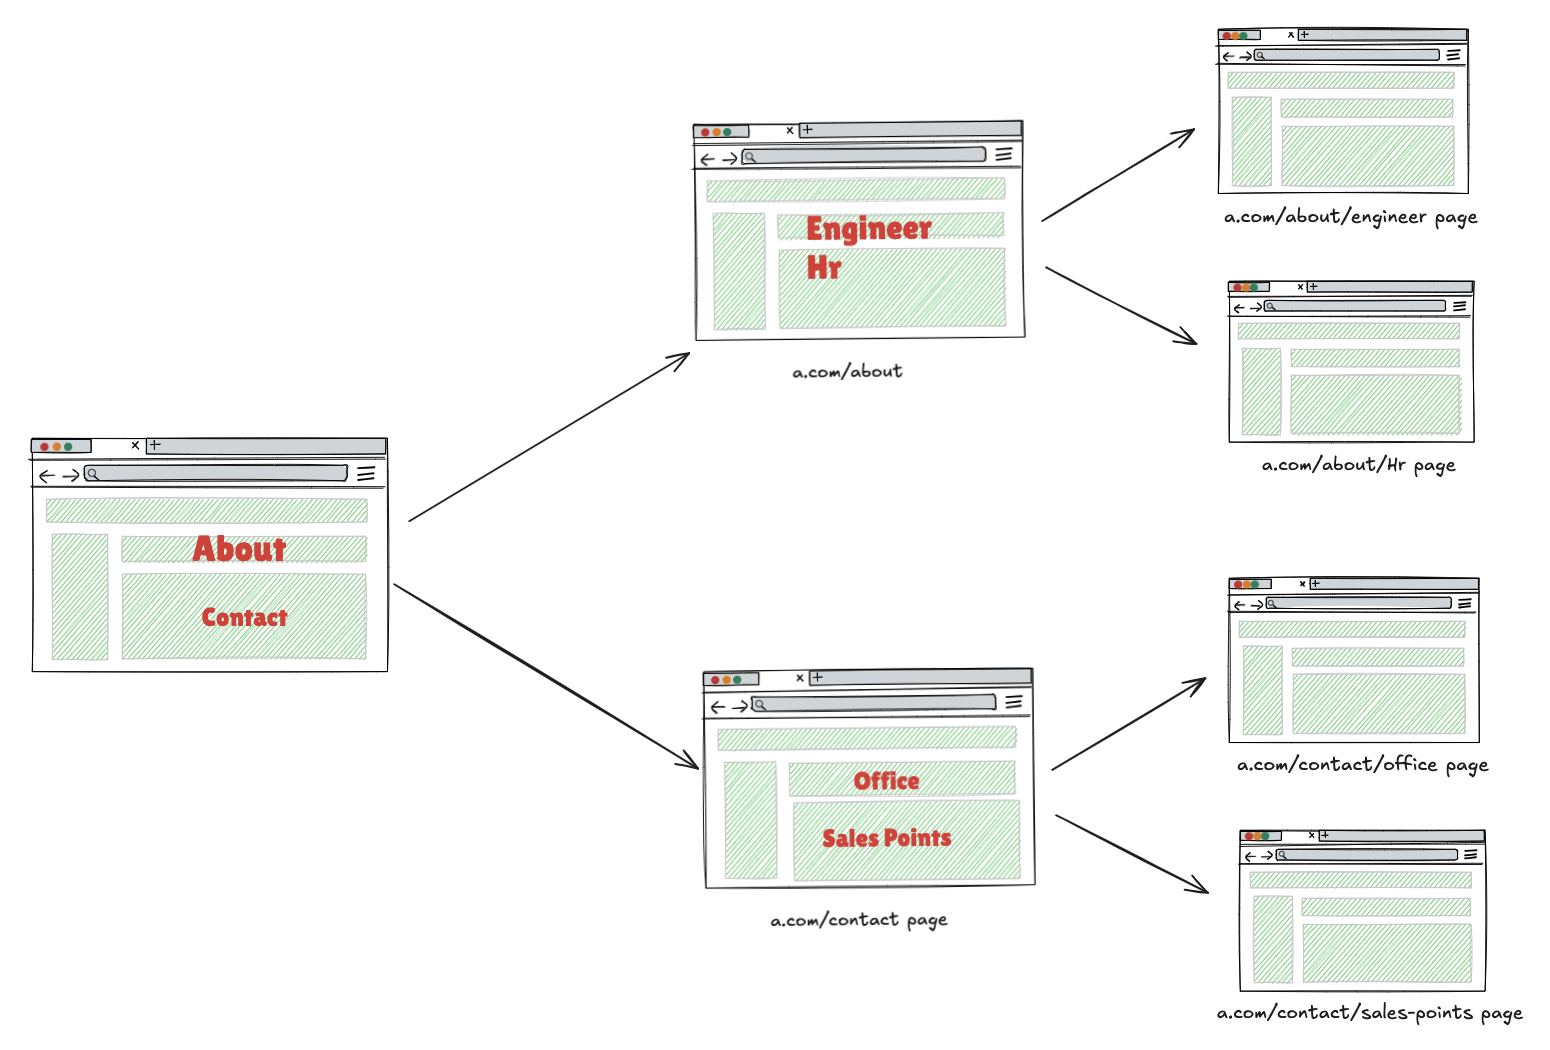 About
Contact
Engineer
Hr
a.com/about
Office
Sales Points
a.com/contact page
a.com/about/engineer page
a.com/about/Hr page
a.com/contact/office page
a.com/contact/sales-points page